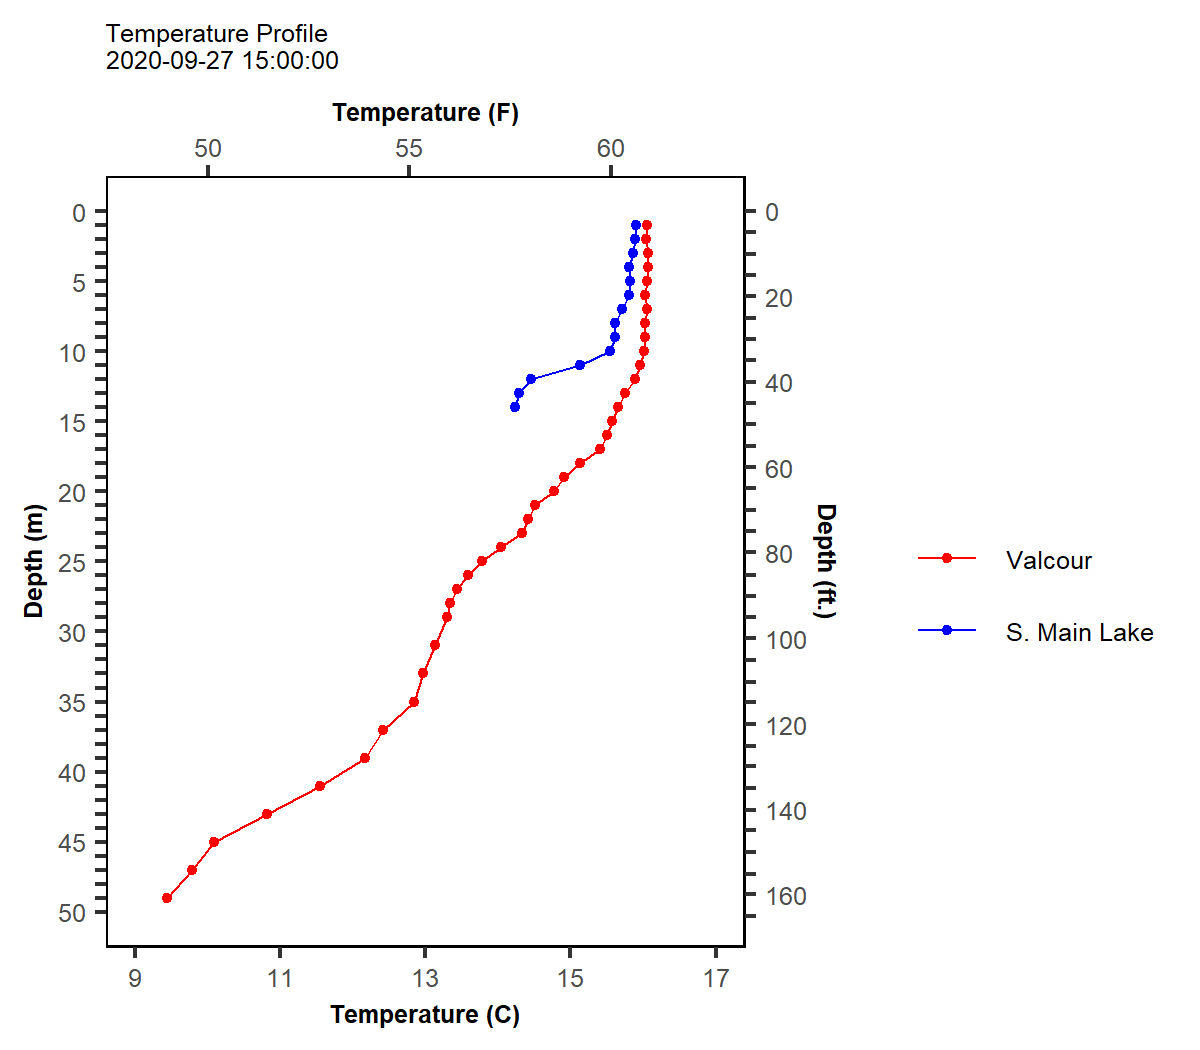 Temperature Profile
2020-09-27 15:00:00
Temperature (F)
50 55 60
0
5
10
15
20
25
30
35
40
45
50
Depth (m)
0
20
40
60
80
100
120
140
160
Depth (ft.)
Valcour
S. Main Lake
9 11 13 15 17
Temperature (C)